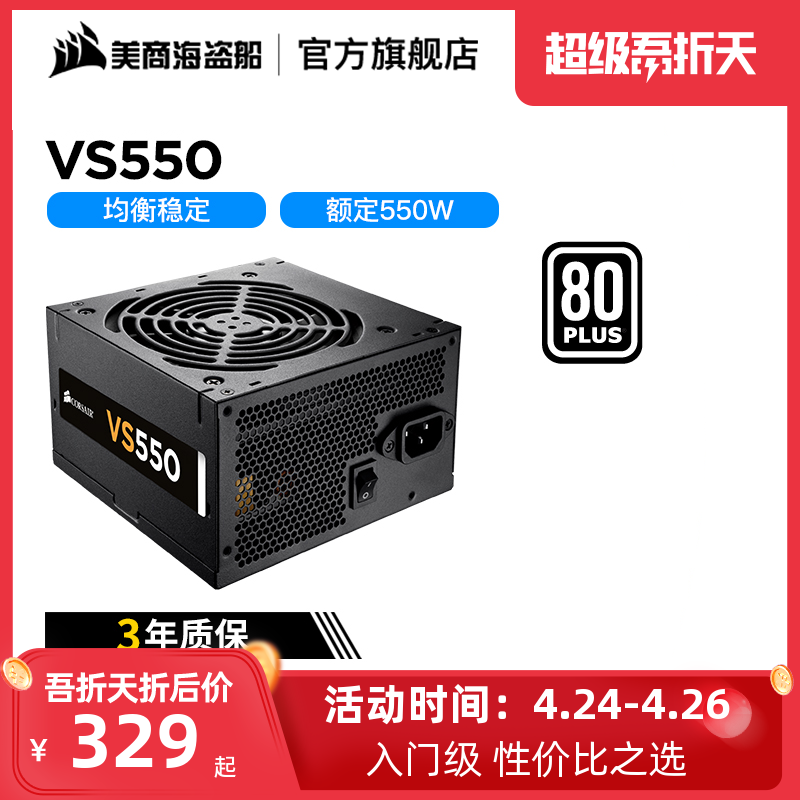 美商海盗船 | 官方旗舰店
超级吾折天
VS550
均衡稳定
额定550W
80
PLUS
CORSAIR
VS550
3年质保
吾折天折后价
¥329起
活动时间：4.24-4.26
入门级 性价比之选